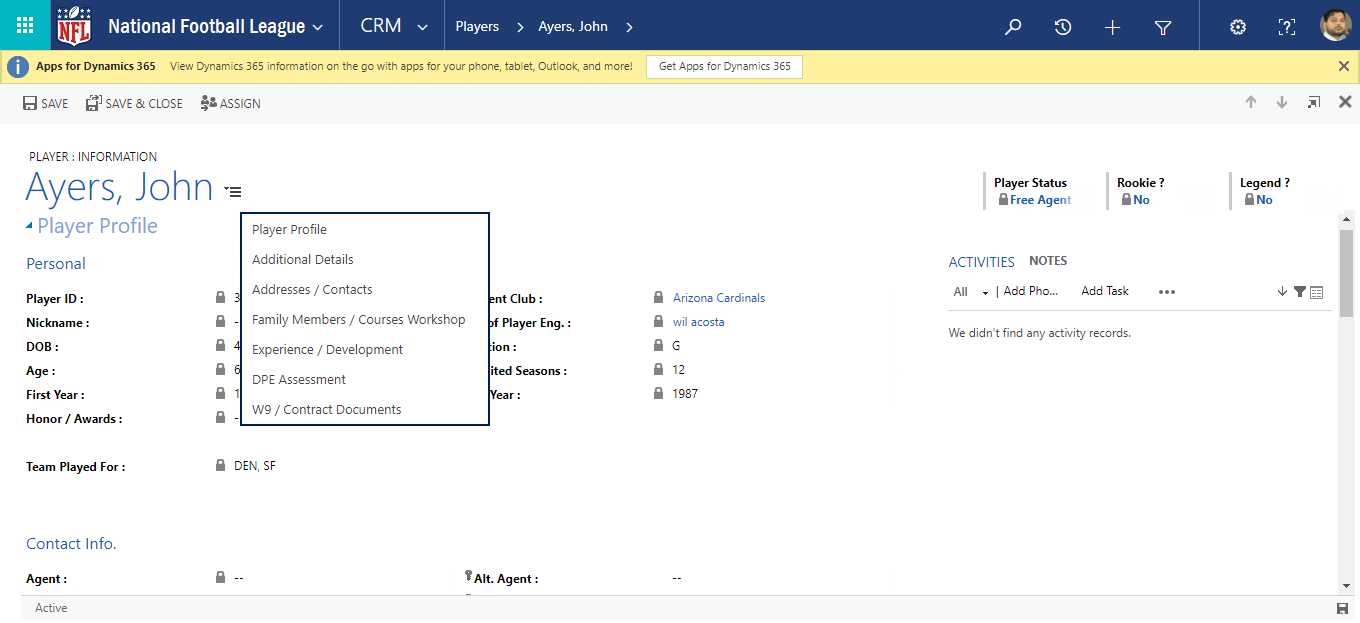 NFL National Football League CRM Players > Ayers, John >
Apps for Dynamics 365 View Dynamics 365 information on the go with apps for your phone, tablet, Outlook, and more! Get Apps for Dynamics 365
SAVE SAVE & CLOSE ASSIGN
PLAYER : INFORMATION
Ayers, John
Player Status Rookie ? Legend ?
Free Agent No No
Player Profile
Player Profile
Additional Details
Addresses / Contacts
Family Members / Courses Workshop
Experience / Development
DPE Assessment
W9 / Contract Documents
Personal
Player ID : 3
Nickname : -
DOB : 4
Age : 6
First Year : 1
Honor / Awards : -
Team Played For : DEN, SF
ent Club : Arizona Cardinals
of Player Eng. : wil acosta
ion : G
ited Seasons : 12
Year : 1987
ACTIVITIES NOTES
All | Add Pho... Add Task •••
We didn't find any activity records.
Contact Info.
Agent : -- Alt. Agent : --
Active